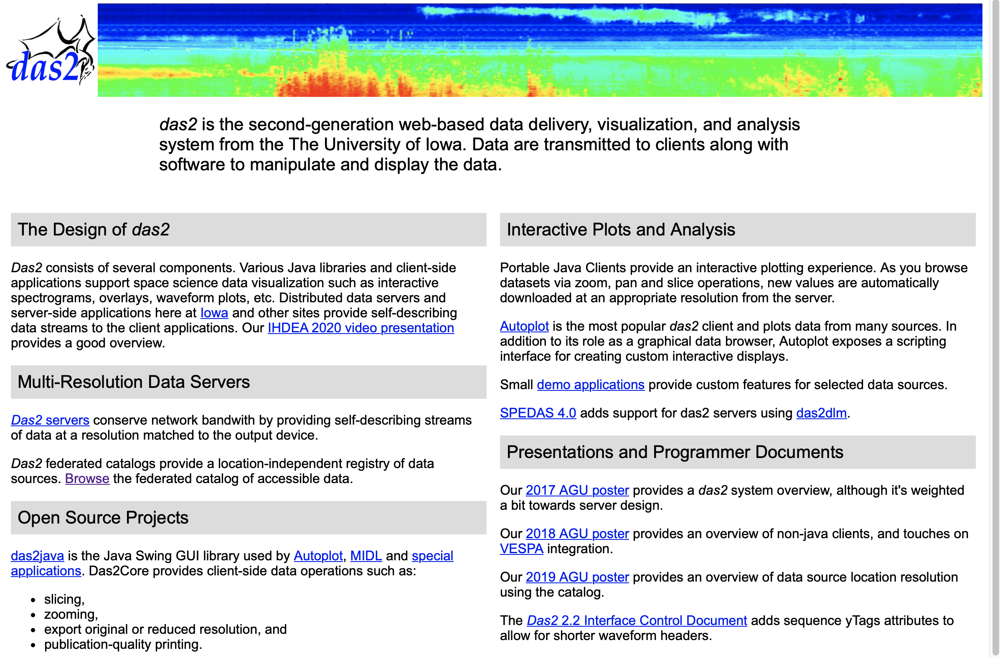 das2
das2 is the second-generation web-based data delivery, visualization, and analysis
system from the The University of Iowa. Data are transmitted to clients along with
software to manipulate and display the data.
The Design of das2
Das2 consists of several components. Various Java libraries and client-side
applications support space science data visualization such as interactive
spectrograms, overlays, waveform plots, etc. Distributed data servers and
server-side applications here at Iowa and other sites provide self-describing
data streams to the client applications. Our IHDEA 2020 video presentation
provides a good overview.
Multi-Resolution Data Servers
Das2 servers conserve network bandwith by providing self-describing streams
of data at a resolution matched to the output device.
Das2 federated catalogs provide a location-independent registry of data
sources. Browse the federated catalog of accessible data.
Open Source Projects
das2java is the Java Swing GUI library used by Autoplot, MIDL and special
applications. Das2Core provides client-side data operations such as:
• slicing,
• zooming,
• export original or reduced resolution, and
• publication-quality printing.
Interactive Plots and Analysis
Portable Java Clients provide an interactive plotting experience. As you browse
datasets via zoom, pan and slice operations, new values are automatically
downloaded at an appropriate resolution from the server.
Autoplot is the most popular das2 client and plots data from many sources. In
addition to its role as a graphical data browser, Autoplot exposes a scripting
interface for creating custom interactive displays.
Small demo applications provide custom features for selected data sources.
SPEDAS 4.0 adds support for das2 servers using das2dlm.
Presentations and Programmer Documents
Our 2017 AGU poster provides a das2 system overview, although it's weighted
a bit towards server design.
Our 2018 AGU poster provides an overview of non-java clients, and touches on
VESPA integration.
Our 2019 AGU poster provides an overview of data source location resolution
using the catalog.
The Das2 2.2 Interface Control Document adds sequence yTags attributes to
allow for shorter waveform headers.